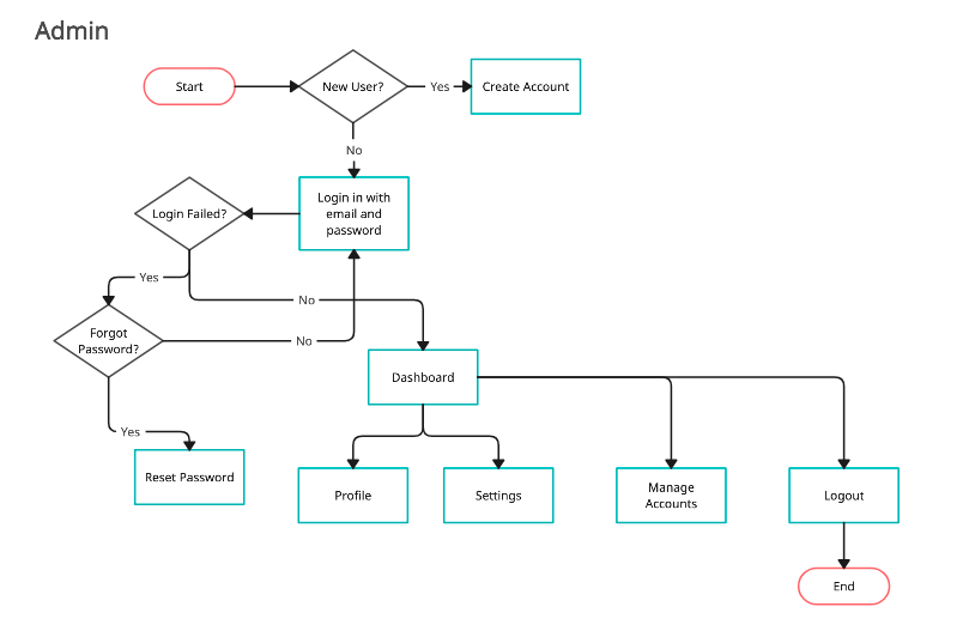 Admin
Start
New User?
Yes
Create Account
No
Login in with
email and
password
Login Failed?
Yes
No
Forgot
Password?
No
Dashboard
Yes
Reset Password
Profile
Settings
Manage
Accounts
Logout
End